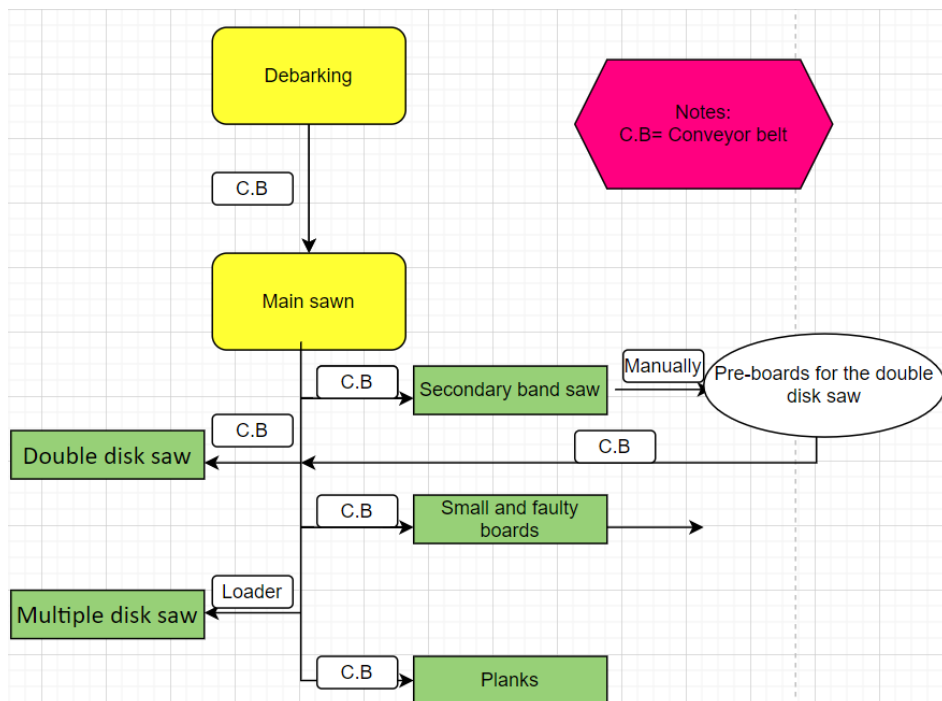 Debarking
Notes:
C.B= Conveyor belt
C.B
Main sawn
C.B
Secondary band saw
Manually
Pre-boards for the double
disk saw
C.B
C.B
Double disk saw
C.B
Small and faulty
boards
Loader
Multiple disk saw
C.B
Planks